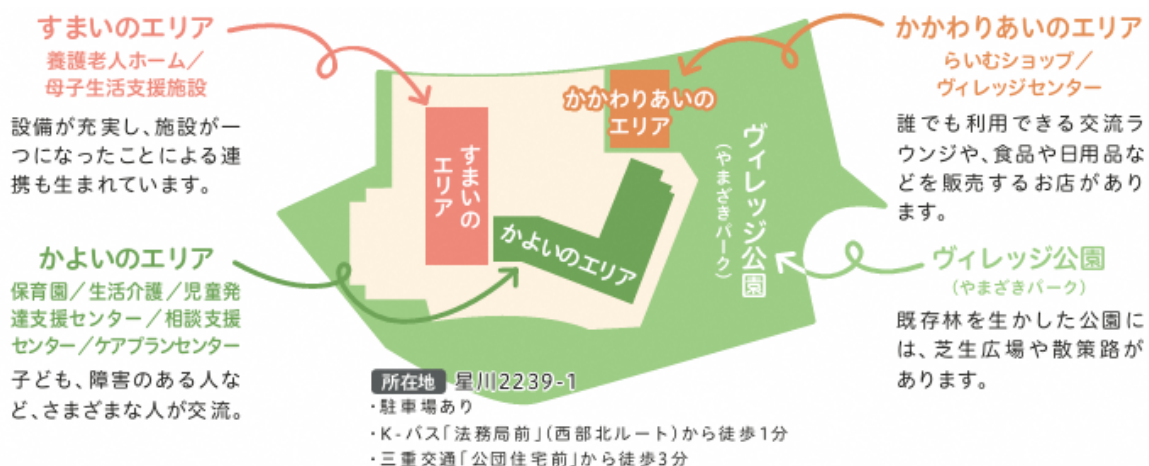 すまいのエリア
養護老人ホーム／
母子生活支援施設
設備が充実し、施設が一
つになったことによる連
携も生まれています。
かよいのエリア
保育園／生活介護／児童発
達支援センター／相談支援
センター／ケアプランセンター
子ども、障害のある人な
ど、さまざまな人が交流。
すまいの
エリア
かよいのエリア
かかわりあいの
エリア
ヴィレッジ公園
（やまざきパーク）
かかわりあいのエリア
らいむショップ／
ヴィレッジセンター
誰でも利用できる交流ラ
ウンジや、食品や日用品な
どを販売するお店があり
ます。
ヴィレッジ公園
（やまざきパーク）
既存林を生かした公園に
は、芝生広場や散策路が
あります。
所在地 星川2239-1
・駐車場あり
・K-バス「法務局前」（西部北ルート）から徒歩1分
・三重交通「公団住宅前」から徒歩3分